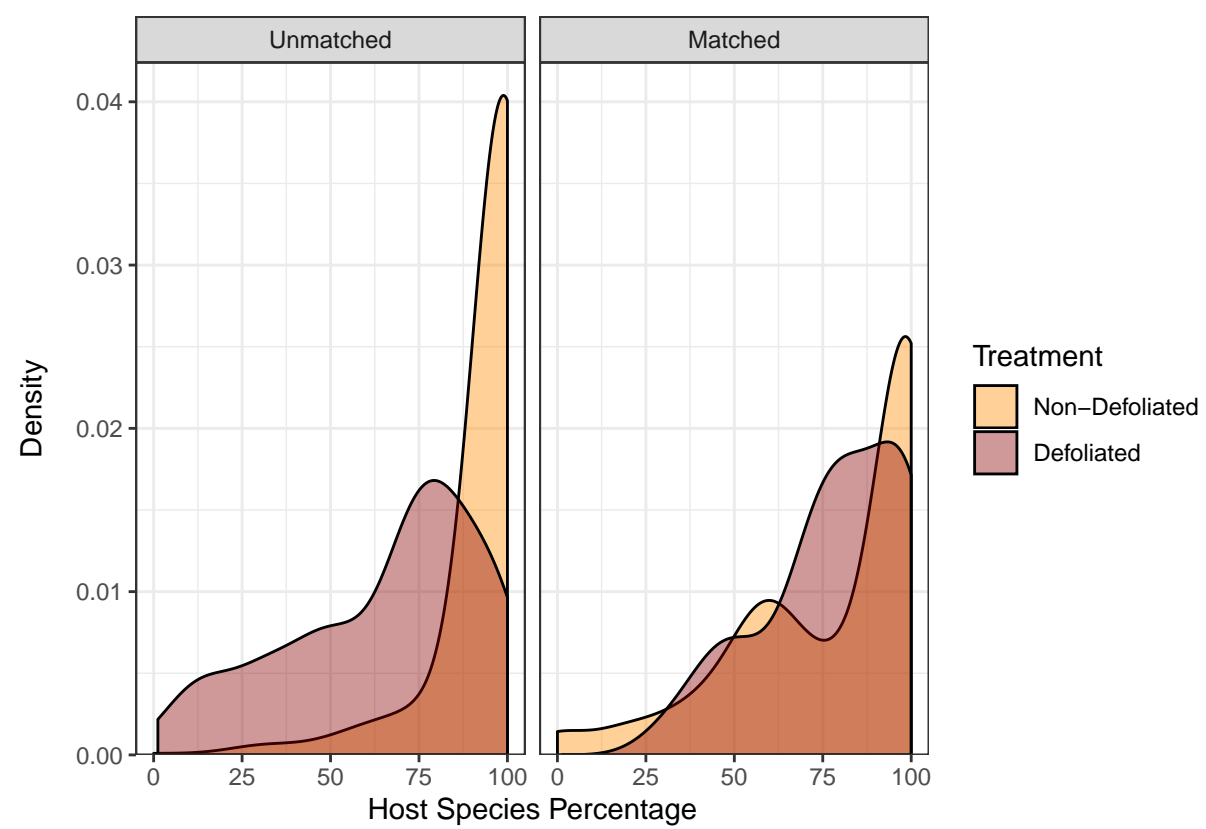 Unmatched
Matched
Density
0.04
0.03
0.02
0.01
0.00
0 25 50 75 100
0 25 50 75 100
Host Species Percentage
Treatment
Non−Defoliated
Defoliated